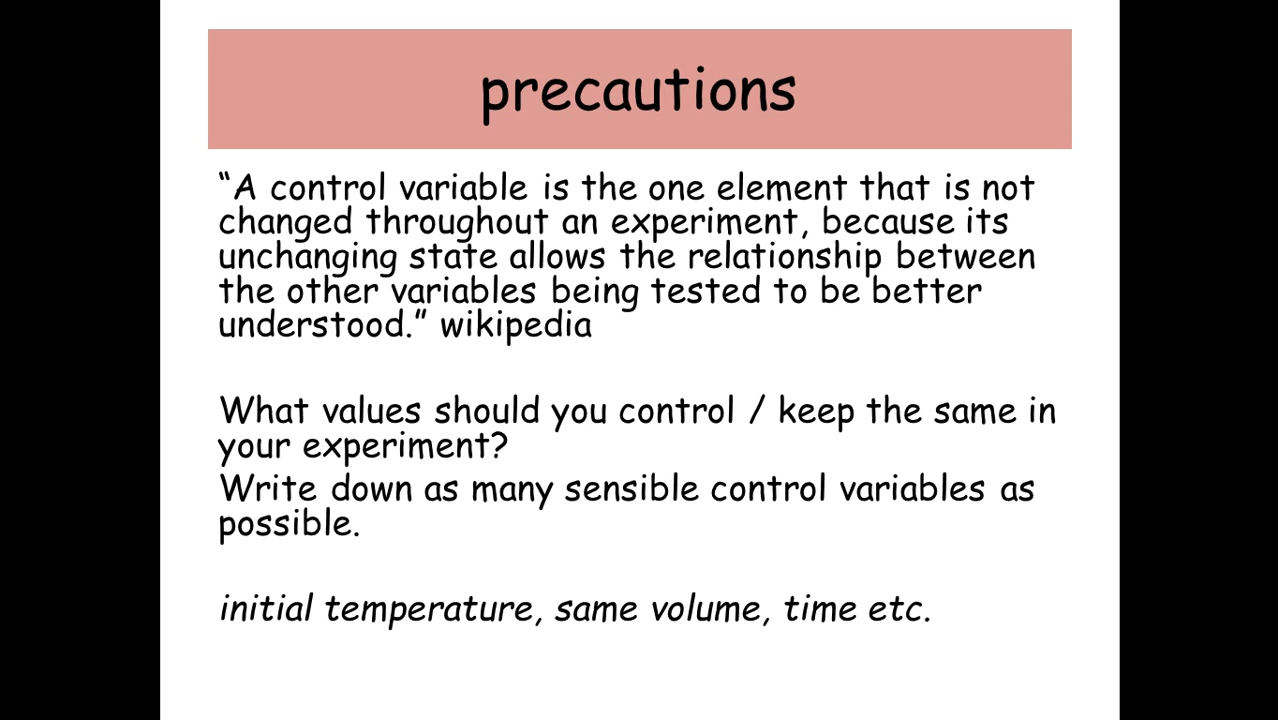 precautions
“A control variable is the one element that is not
changed throughout an experiment, because its
unchanging state allows the relationship between
the other variables being tested to be better
understood.” wikipedia
What values should you control / keep the same in
your experiment?
Write down as many sensible control variables as
possible.
initial temperature, same volume, time etc.